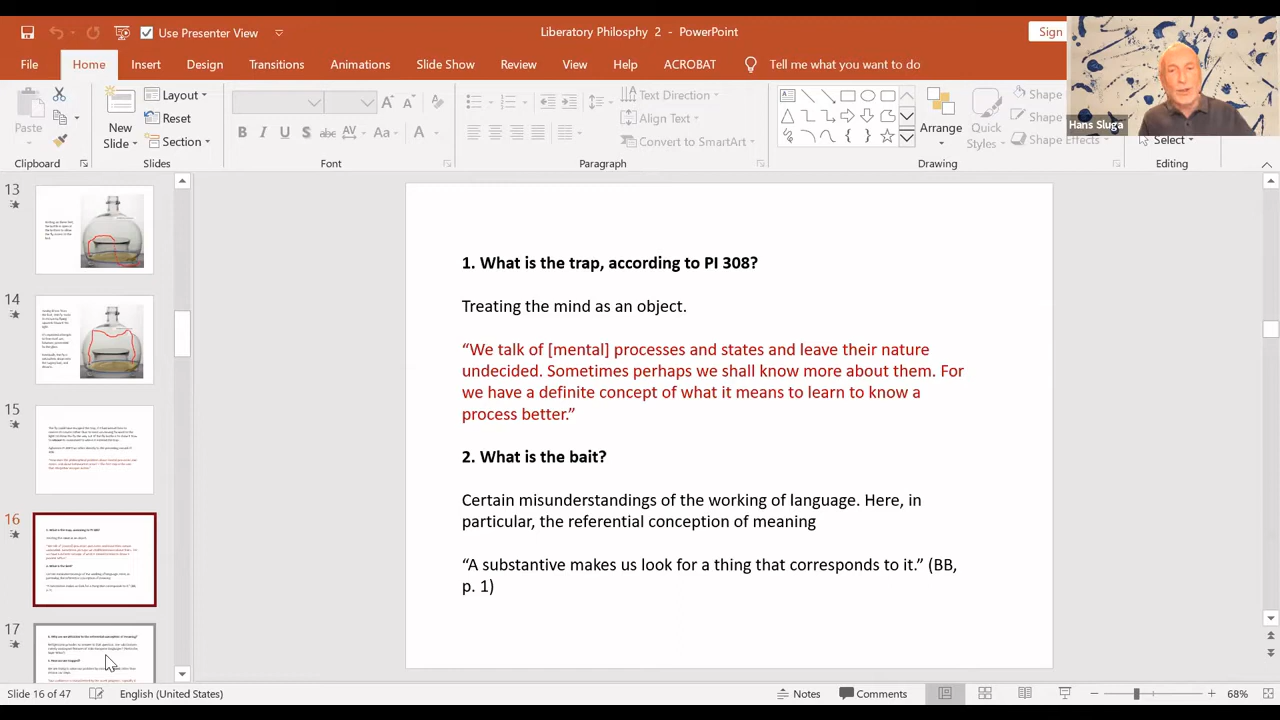 Use Presenter View
Liberatory Philosphy 2 - PowerPoint
Sign
File Home Insert Design Transitions Animations Slide Show Review View Help ACROBAT Tell me what you want to do
Paste
New
Slide
Layout
Reset
Section
B I U S abc AV Aa A
Text Direction
Align Text
Convert to SmartArt
Arrange
Quick
Styles
Shape
Shape
Shape Effects
Select
Hans Sluga
Clipboard Slides Font Paragraph Drawing Editing
13
14
15
16
17
1. What is the trap, according to PI 308?
Treating the mind as an object.
“We talk of [mental] processes and states and leave their nature
undecided. Sometimes perhaps we shall know more about them. For
we have a definite concept of what it means to learn to know a
process better.”
2. What is the bait?
Certain misunderstandings of the working of language. Here, in
particular, the referential conception of meaning
“A substantive makes us look for a thing that corresponds to it.” (BB,
p. 1)
Slide 16 of 47 English (United States) Notes Comments 68%